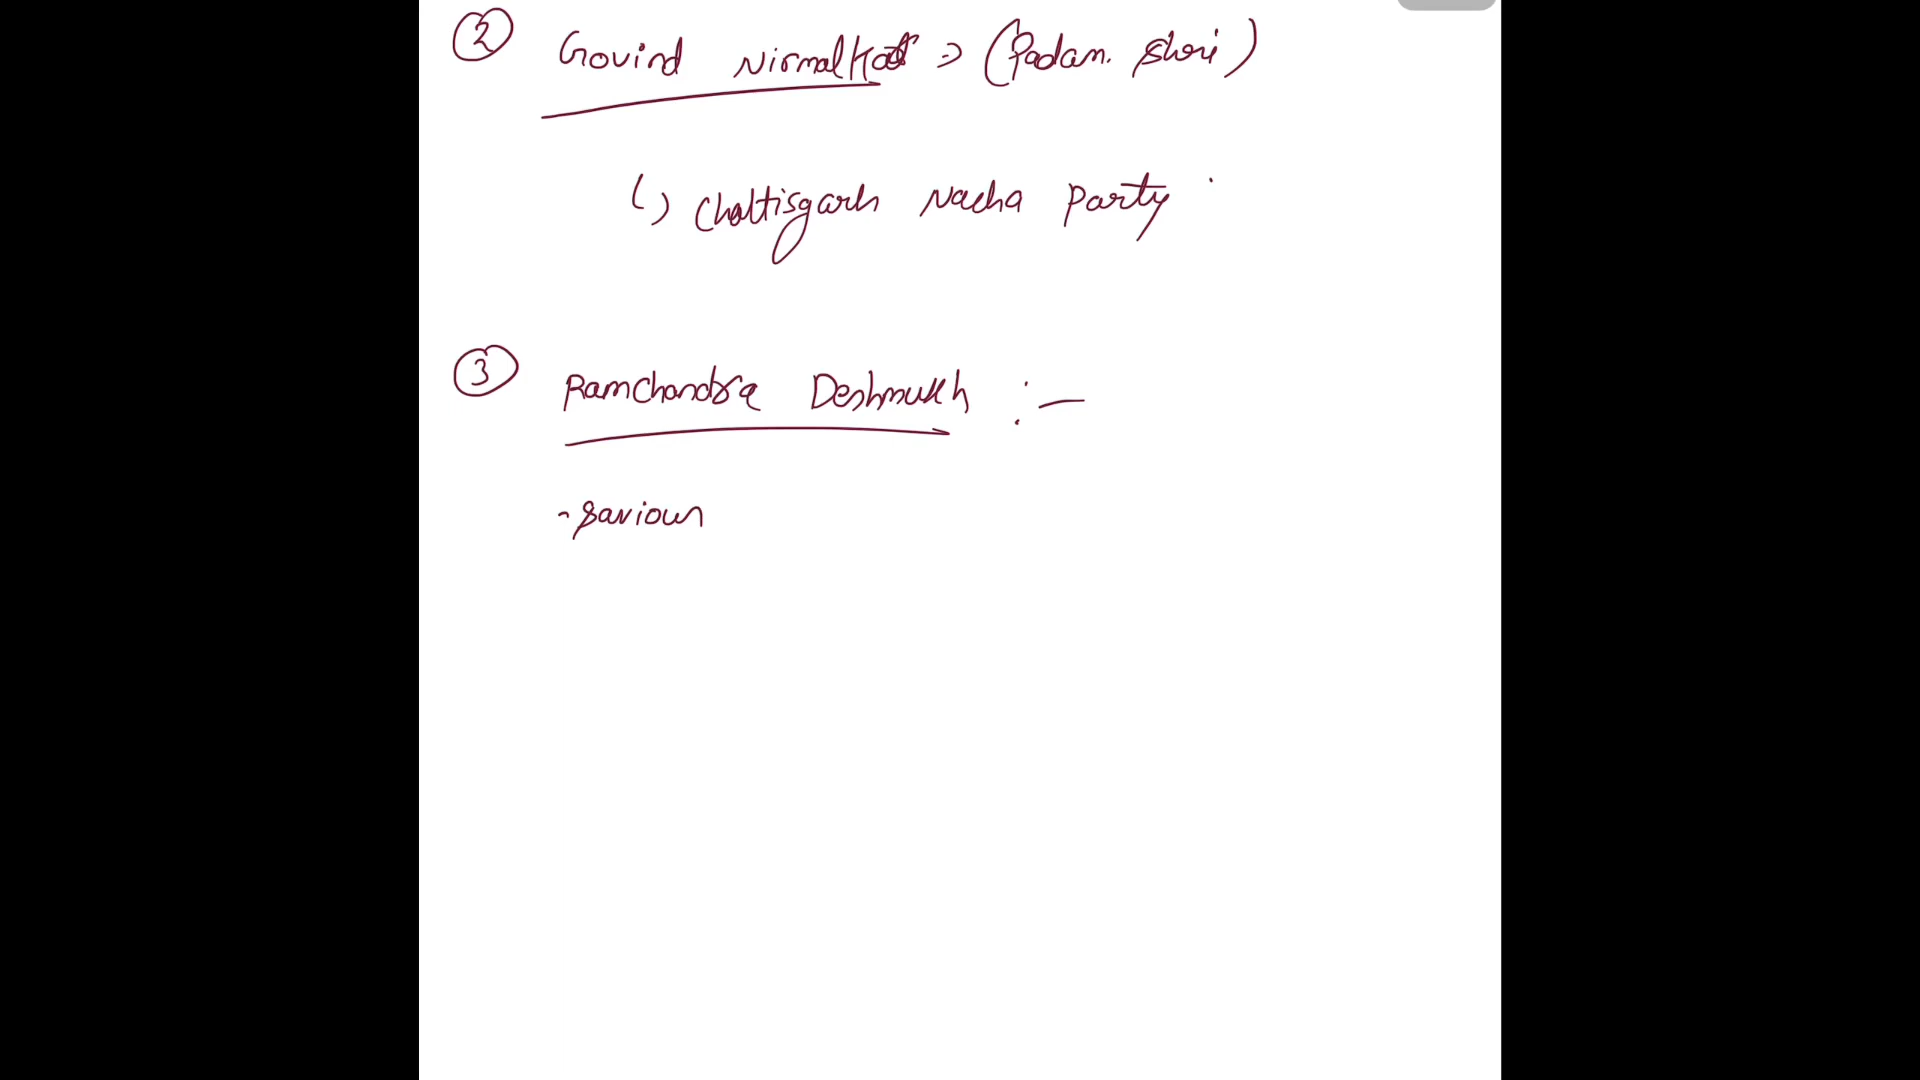 ② Govind Nirmalkar => (Padam. Shri)
↳ Chattisgarh Nacha Party
③ Ramchandra Deshmukh :-
- saviour